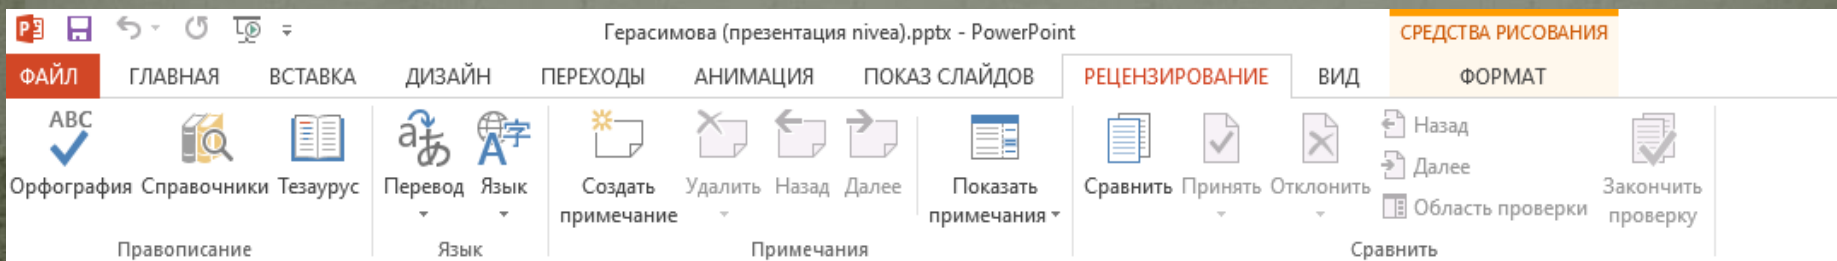 Герасимова (презентация nivea).pptx - PowerPoint
СРЕДСТВА РИСОВАНИЯ
ФАЙЛ ГЛАВНАЯ ВСТАВКА ДИЗАЙН ПЕРЕХОДЫ АНИМАЦИЯ ПОКАЗ СЛАЙДОВ РЕЦЕНЗИРОВАНИЕ ВИД ФОРМАТ
ABC
Орфография Справочники Тезаурус
Правописание
Перевод Язык
Язык
Создать примечание
Удалить Назад Далее
Показать примечания
Примечания
Сравнить Принять Отклонить
Назад
Далее
Область проверки
Закончить проверку
Сравнить